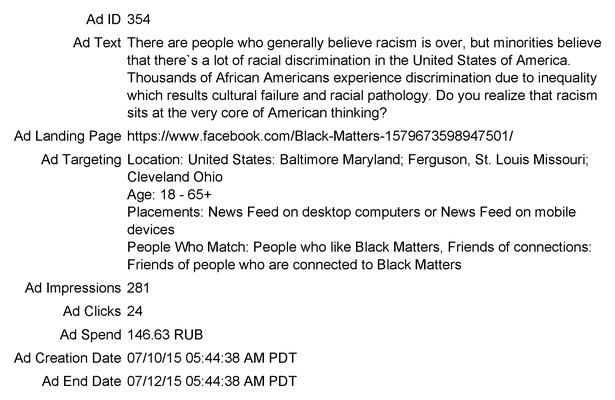 Ad ID 354
Ad Text There are people who generally believe racism is over, but minorities believe
that there`s a lot of racial discrimination in the United States of America.
Thousands of African Americans experience discrimination due to inequality
which results cultural failure and racial pathology. Do you realize that racism
sits at the very core of American thinking?
Ad Landing Page https://www.facebook.com/Black-Matters-1579673598947501/
Ad Targeting Location: United States: Baltimore Maryland; Ferguson, St. Louis Missouri;
Cleveland Ohio
Age: 18 - 65+
Placements: News Feed on desktop computers or News Feed on mobile
devices
People Who Match: People who like Black Matters, Friends of connections:
Friends of people who are connected to Black Matters
Ad Impressions 281
Ad Clicks 24
Ad Spend 146.63 RUB
Ad Creation Date 07/10/15 05:44:38 AM PDT
Ad End Date 07/12/15 05:44:38 AM PDT